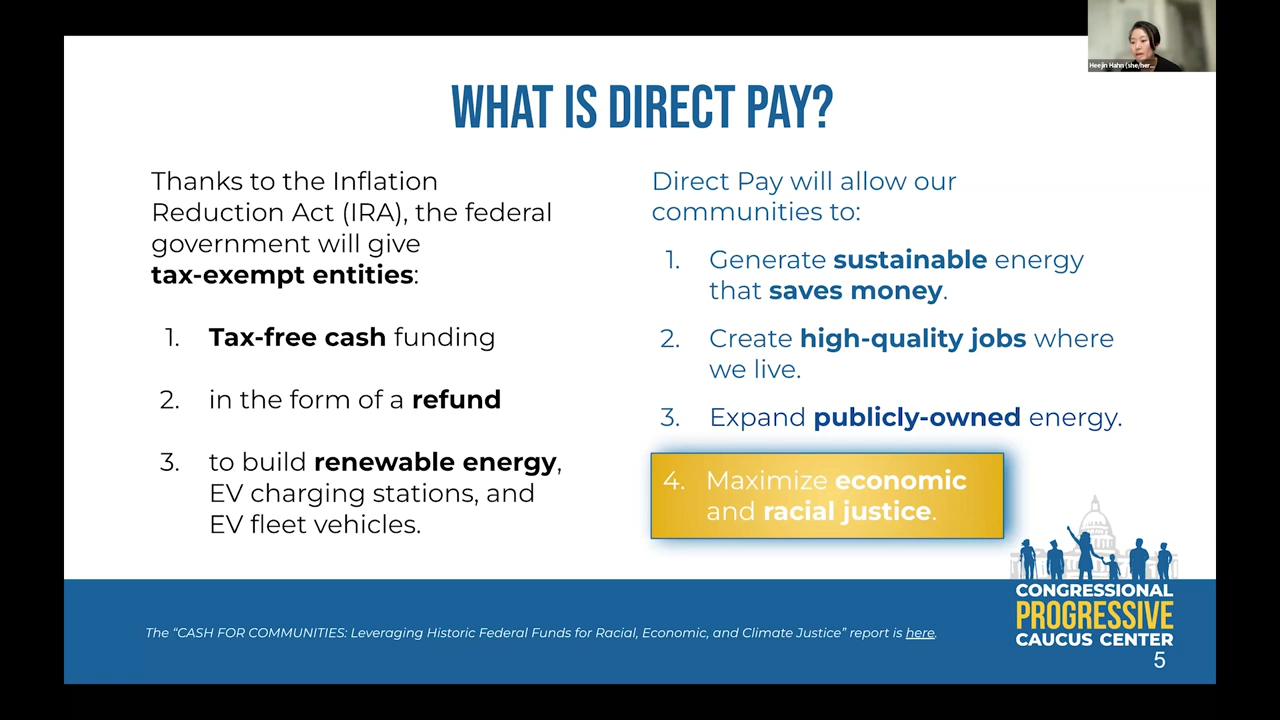 Heejin Hahn (she/her...
WHAT IS DIRECT PAY?
Thanks to the Inflation
Reduction Act (IRA), the federal
government will give
tax-exempt entities:
1. Tax-free cash funding
2. in the form of a refund
3. to build renewable energy,
EV charging stations, and
EV fleet vehicles.
Direct Pay will allow our
communities to:
1. Generate sustainable energy
that saves money.
2. Create high-quality jobs where
we live.
3. Expand publicly-owned energy.
4. Maximize economic
and racial justice.
The “CASH FOR COMMUNITIES: Leveraging Historic Federal Funds for Racial, Economic, and Climate Justice” report is here.
CONGRESSIONAL
PROGRESSIVE
CAUCUS CENTER
5